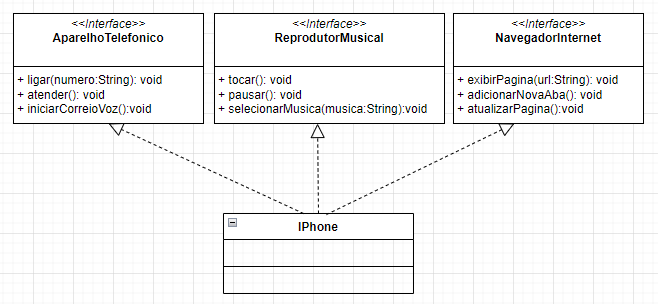 <<Interface>>
AparelhoTelefonico
+ ligar(numero:String): void
+ atender(): void
+ iniciarCorreioVoz():void
<<Interface>>
ReprodutorMusical
+ tocar(): void
+ pausar(): void
+ selecionarMusica(musica:String):void
<<Interface>>
NavegadorInternet
+ exibirPagina(url:String): void
+ adicionarNovaAba(): void
+ atualizarPagina():void
IPhone